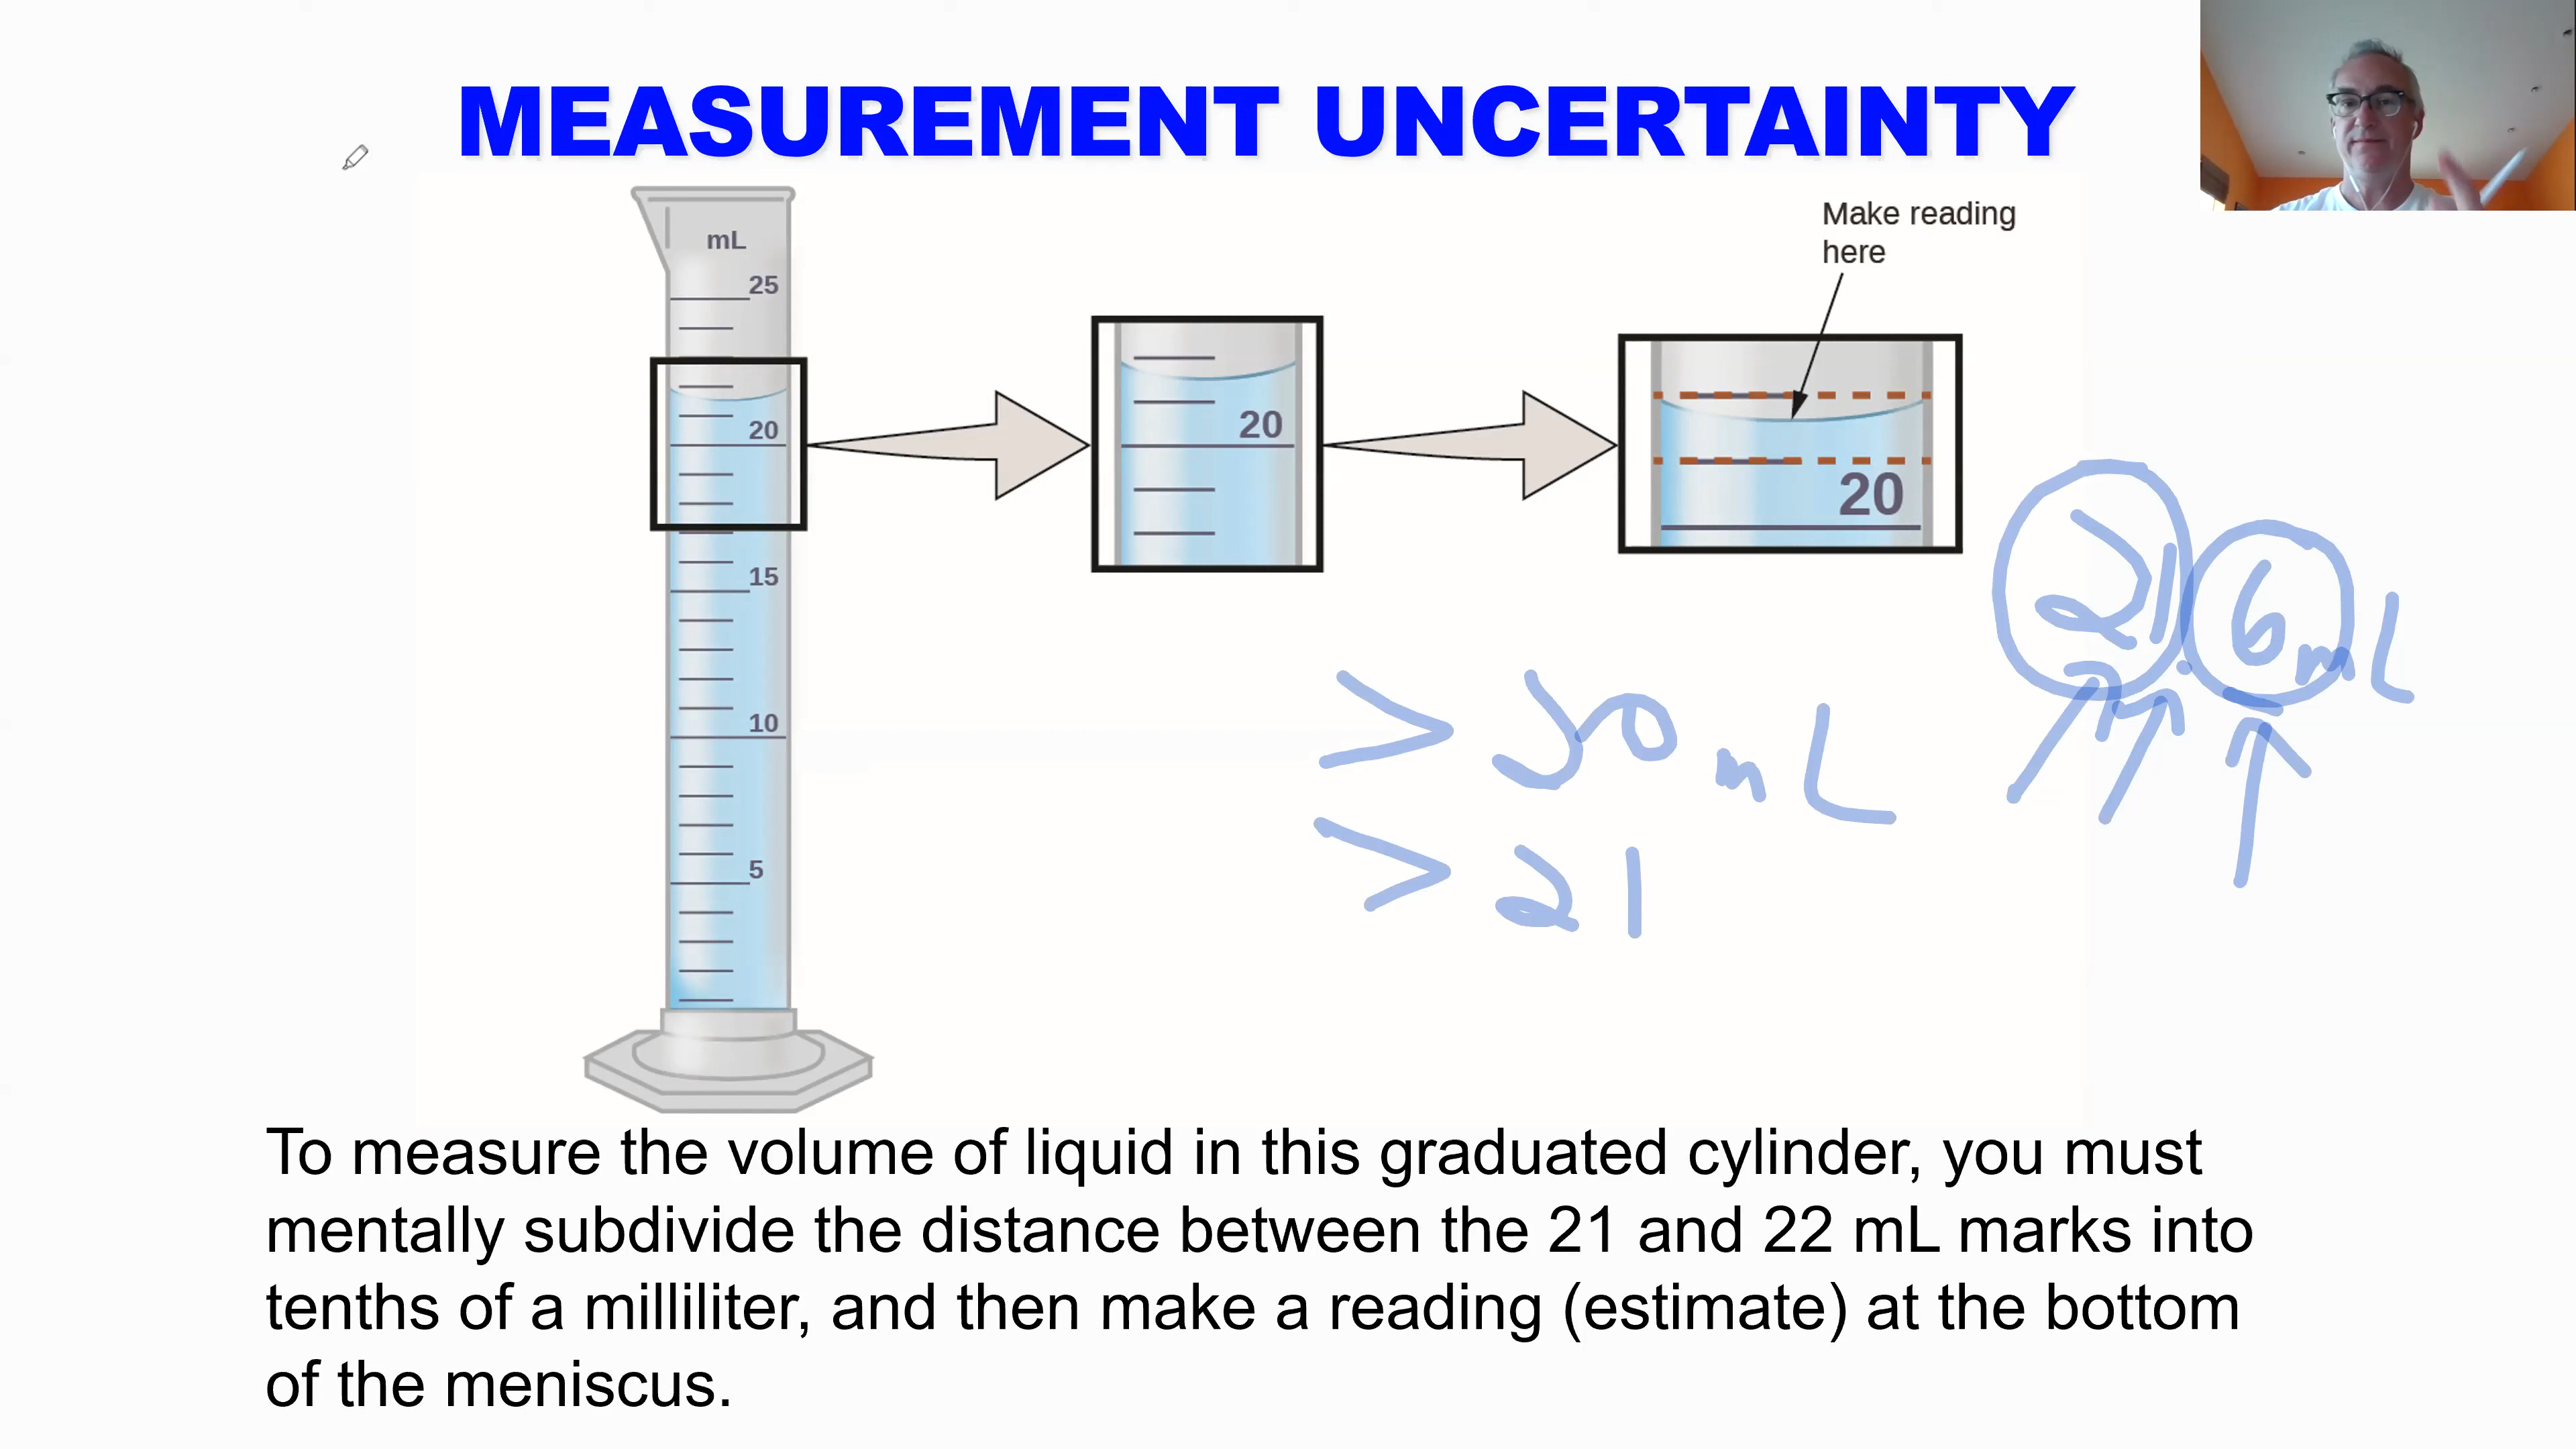 MEASUREMENT UNCERTAINTY
Make reading
here
mL
25
20
15
10
5
20
20
21.6 mL
> 20 mL
> 21
To measure the volume of liquid in this graduated cylinder, you must
mentally subdivide the distance between the 21 and 22 mL marks into
tenths of a milliliter, and then make a reading (estimate) at the bottom
of the meniscus.